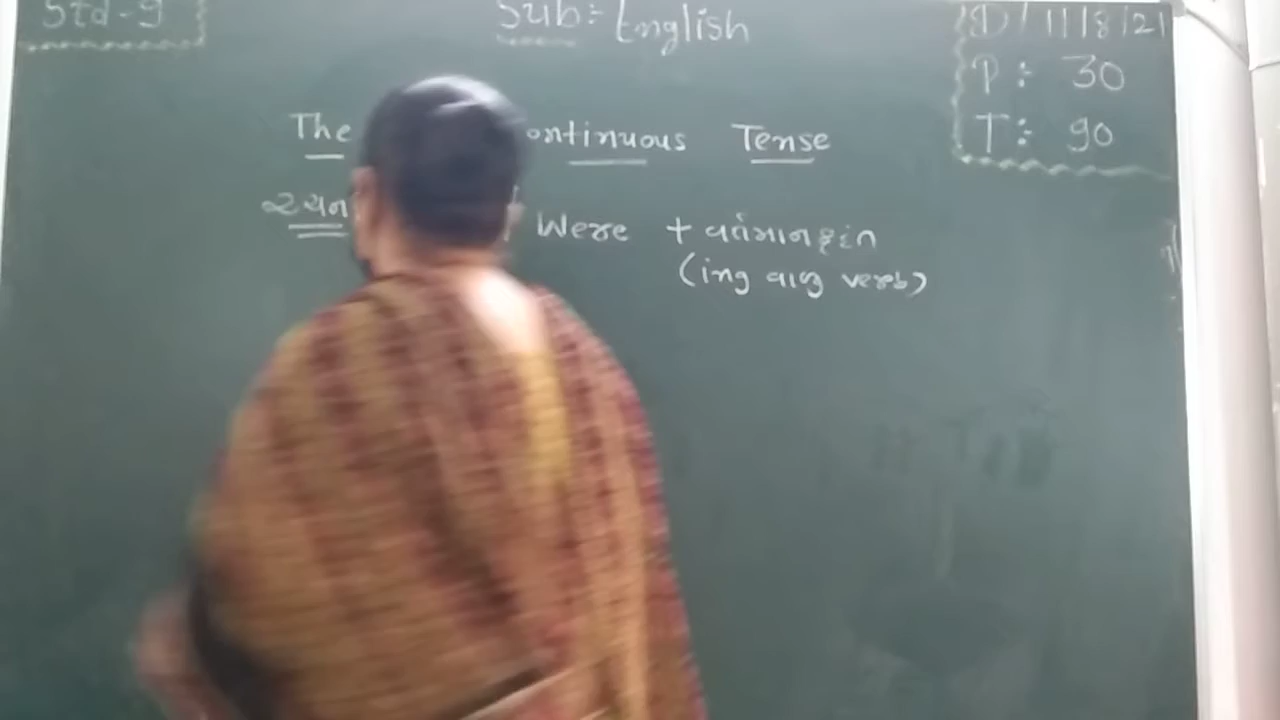 Std-9
Sub:- English
D/ 11/8/21
P: 30
T: 90
The ontinuous Tense
રચન Were + વર્તમાનકૃદંત
(ing વાળુ verb)